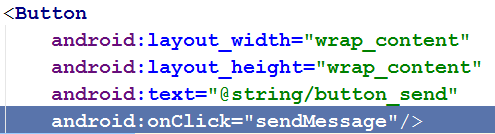 <Button
android:layout_width="wrap_content"
android:layout_height="wrap_content"
android:text="@string/button_send"
android:onClick="sendMessage"/>